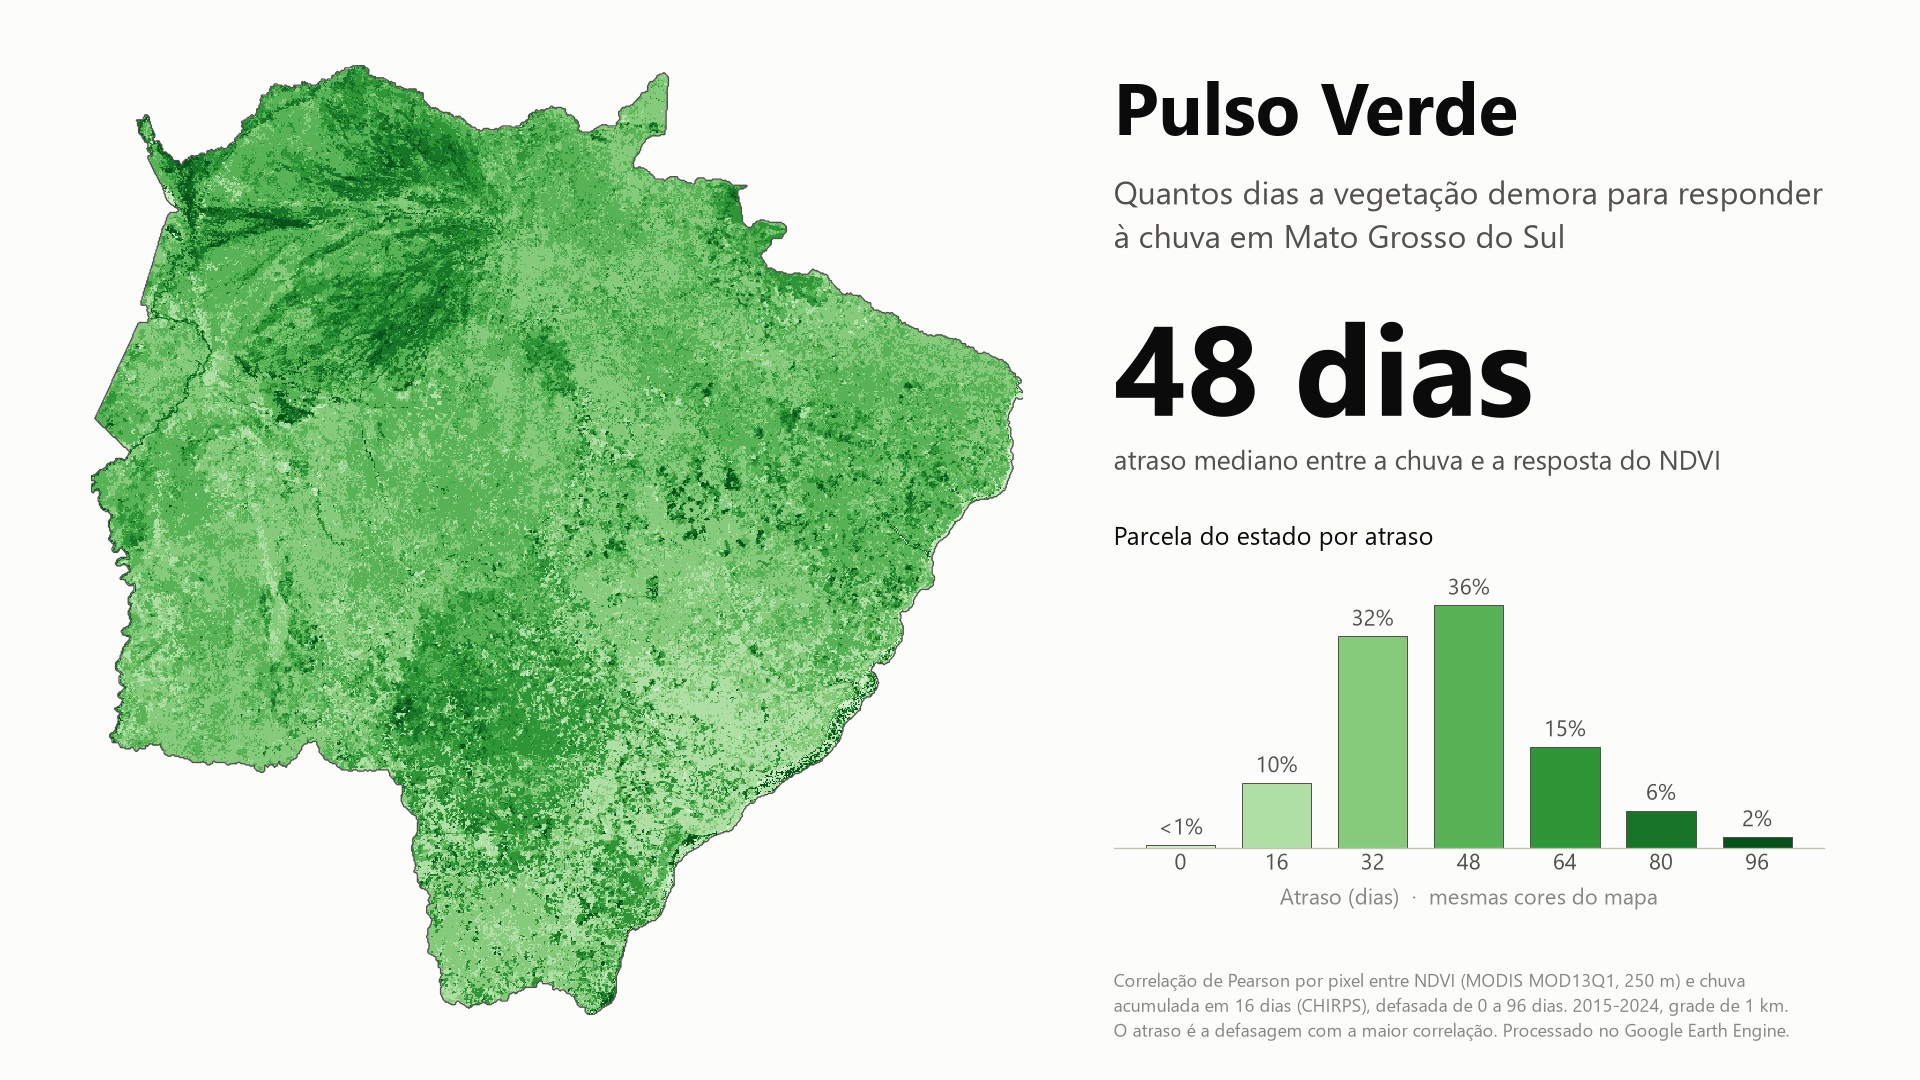 Pulso Verde
Quantos dias a vegetação demora para responder
à chuva em Mato Grosso do Sul
48 dias
atraso mediano entre a chuva e a resposta do NDVI
Parcela do estado por atraso
<1%
10%
32%
36%
15%
6%
2%
0
16
32
48
64
80
96
Atraso (dias) · mesmas cores do mapa
Correlação de Pearson por pixel entre NDVI (MODIS MOD13Q1, 250 m) e chuva
acumulada em 16 dias (CHIRPS), defasada de 0 a 96 dias. 2015-2024, grade de 1 km.
O atraso é a defasagem com a maior correlação. Processado no Google Earth Engine.